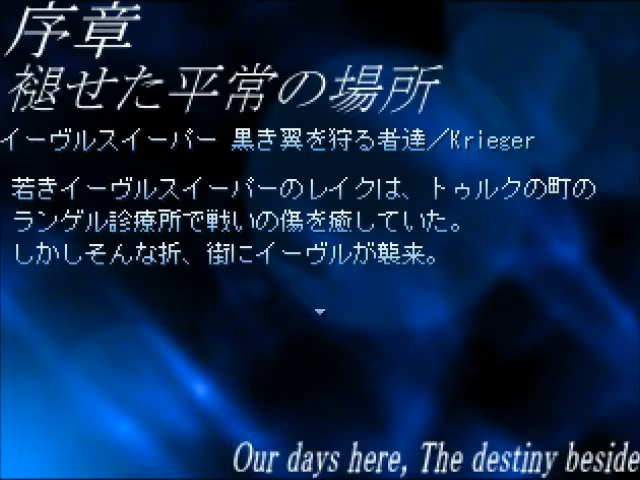 序章
褪せた平常の場所
イーヴルスイーパー 黒き翼を狩る者達／Krieger
若きイーヴルスイーパーのレイクは、トゥルクの町の
ランゲル診療所で戦いの傷を癒していた。
しかしそんな折、街にイーヴルが襲来。
Our days here, The destiny beside